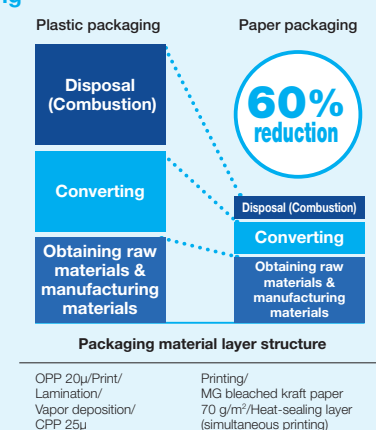 Plastic packaging
Paper packaging
Disposal
(Combustion)
Converting
Obtaining raw
materials &
manufacturing
materials
60%
reduction
Disposal (Combustion)
Converting
Obtaining raw
materials &
manufacturing
materials
Packaging material layer structure
OPP 20μ/Print/
Lamination/
Vapor deposition/
CPP 25μ
Printing/
MG bleached kraft paper
70 g/m²/Heat-sealing layer
(simultaneous printing)